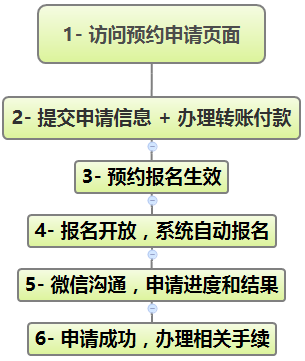 1- 访问预约申请页面
2- 提交申请信息 + 办理转账付款
3- 预约报名生效
4- 报名开放，系统自动报名
5- 微信沟通，申请进度和结果
6- 申请成功，办理相关手续